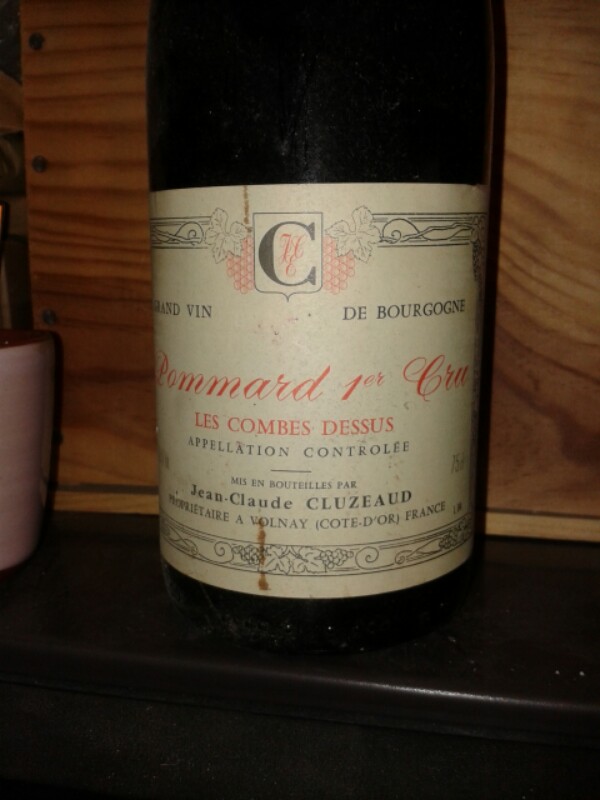 C
GRAND VIN DE BOURGOGNE
Pommard 1er Cru
LES COMBES DESSUS
APPELLATION CONTROLÉE
MIS EN BOUTEILLES PAR
Jean-Claude CLUZEAUD
PROPRIÉTAIRE A VOLNAY (COTE-D'OR) FRANCE